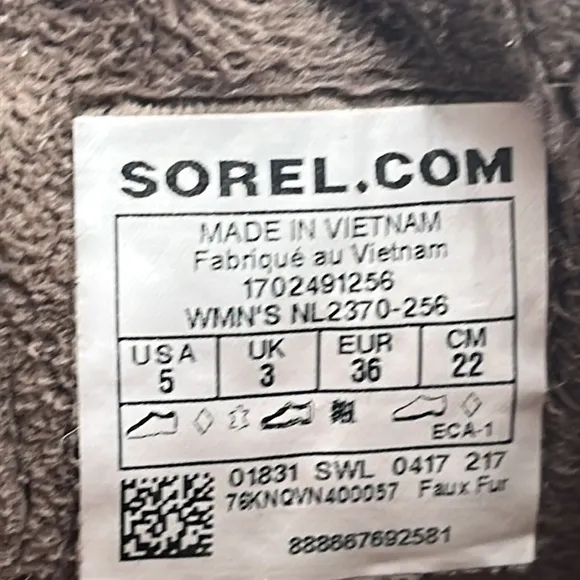 SOREL.COM
MADE IN VIETNAM
Fabriqué au Vietnam
1702491256
WMN'S NL2370-256
USA UK EUR CM
5 3 36 22
ECA-1
01831 SWL 0417 217
76KNQVN400057 Faux Fur
888667692581